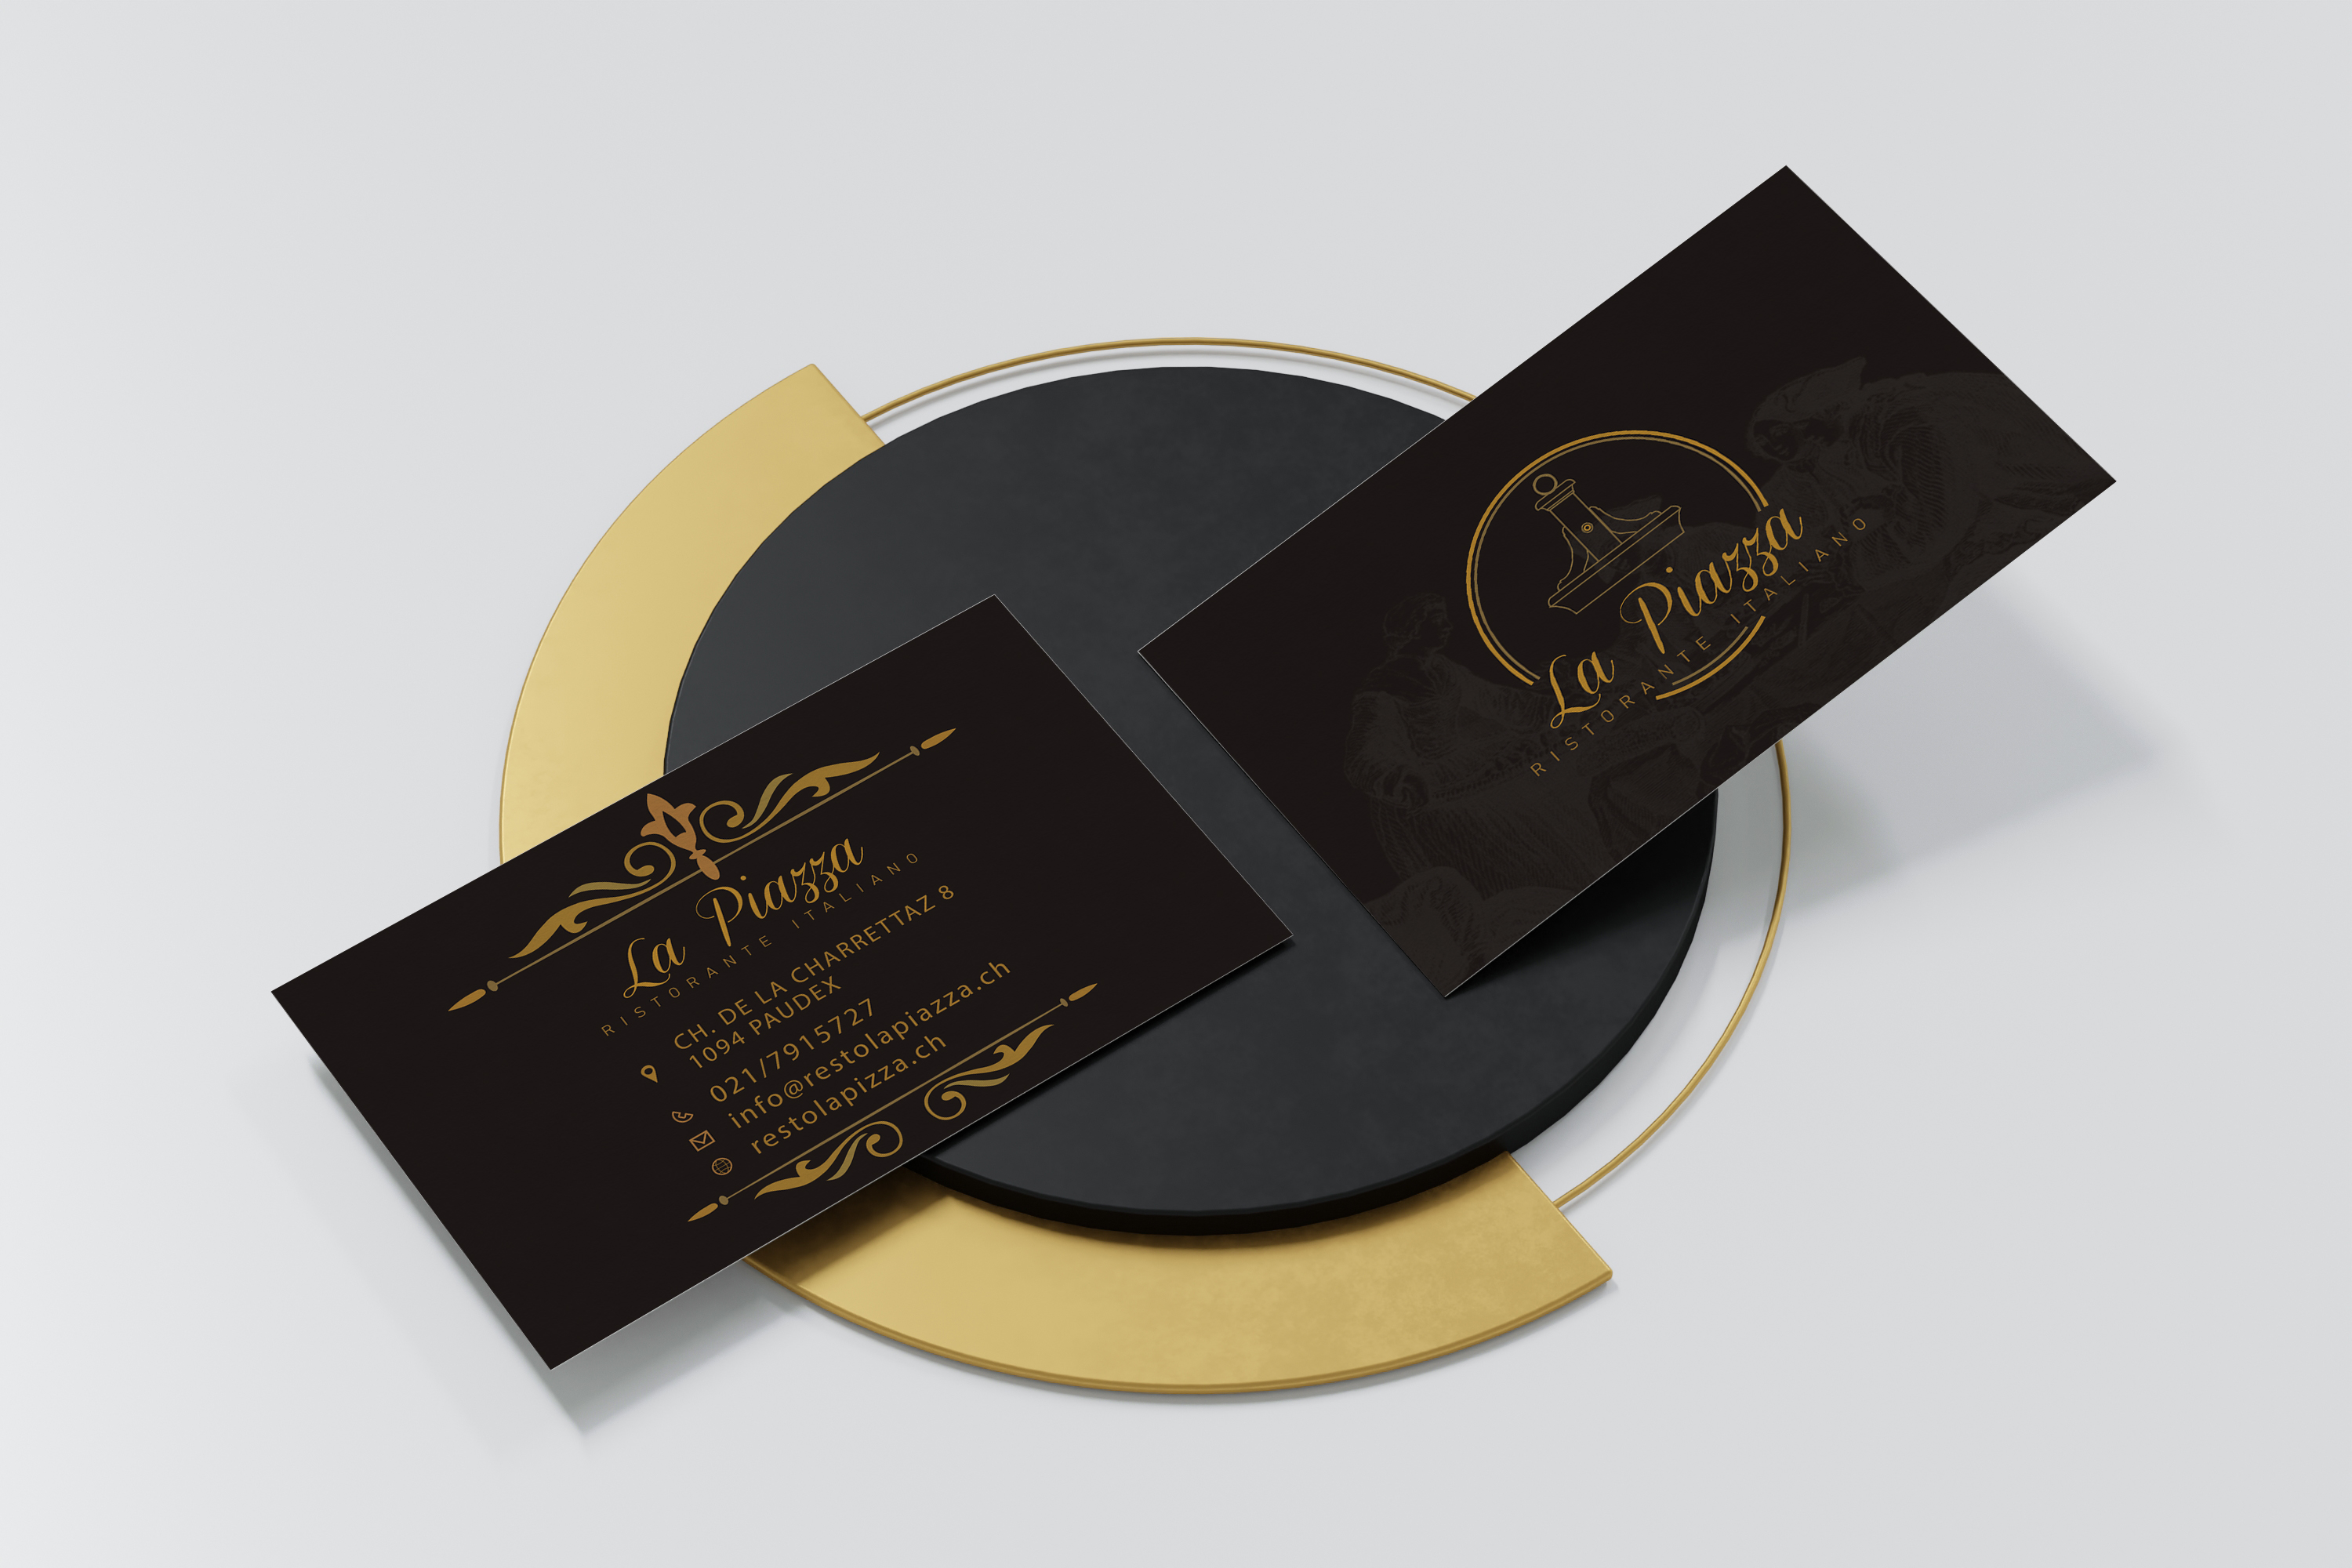 La Piazza
RISTORANTE ITALIANO
CH. DE LA CHARRETTAZ 8
1094 PAUDEX
021/7915727
info@restolapiazza.ch
restolapizza.ch
La Piazza
RISTORANTE ITALIANO